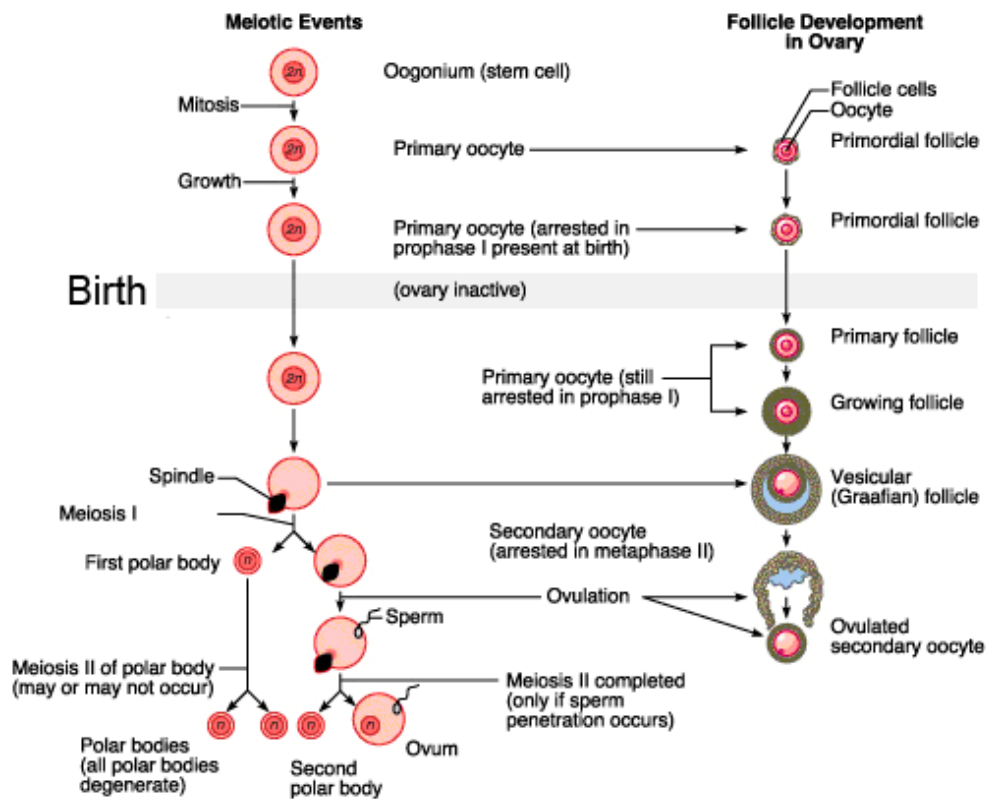 Meiotic Events
Follicle Development
in Ovary
2n
Oogonium (stem cell)
Mitosis
Follicle cells
Oocyte
2n
Primary oocyte
Primordial follicle
Growth
2n
Primary oocyte (arrested in
prophase I present at birth)
Primordial follicle
Birth
(ovary inactive)
Primary follicle
2n
Primary oocyte (still
arrested in prophase I)
Growing follicle
Spindle
Vesicular
(Graafian) follicle
Meiosis I
Secondary oocyte
(arrested in metaphase II)
First polar body
n
Ovulation
Sperm
Ovulated
secondary oocyte
Meiosis II of polar body
(may or may not occur)
Meiosis II completed
(only if sperm
penetration occurs)
n
n
n
n
Polar bodies
(all polar bodies
degenerate)
Second
polar body
Ovum